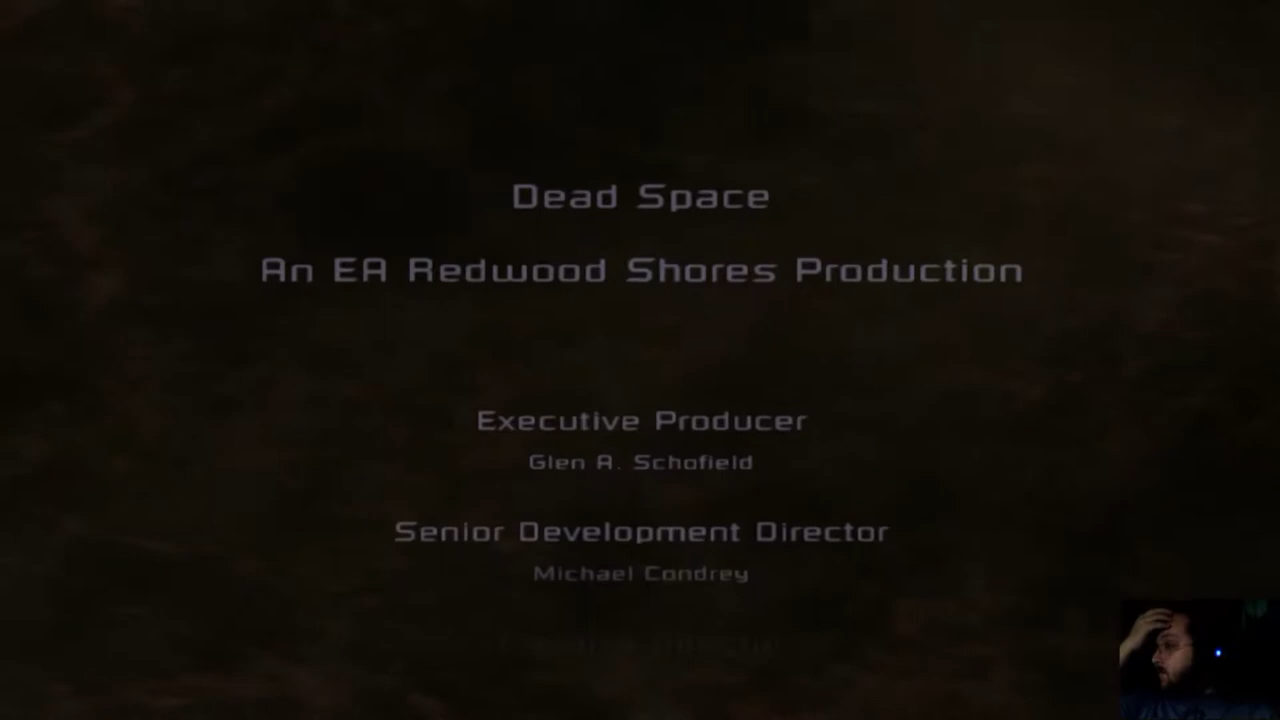 Dead Space
An EA Redwood Shores Production
Executive Producer
Glen A. Schofield
Senior Development Director
Michael Condrey